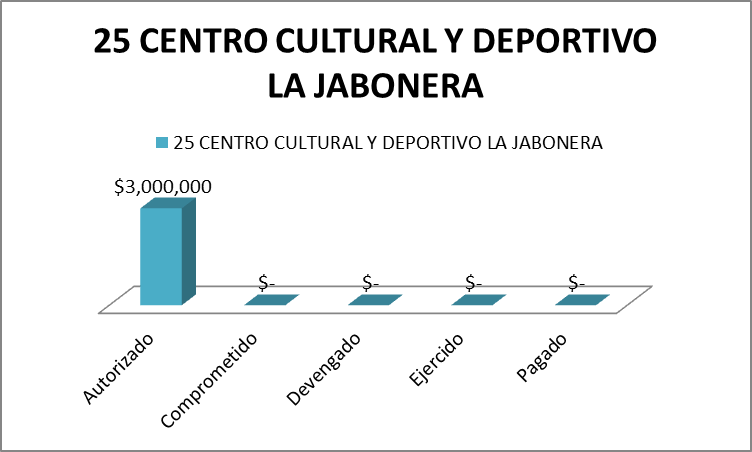 25 CENTRO CULTURAL Y DEPORTIVO
LA JABONERA
25 CENTRO CULTURAL Y DEPORTIVO LA JABONERA
$3,000,000
$-
$-
$-
$-
Autorizado
Comprometido
Devengado
Ejercido
Pagado